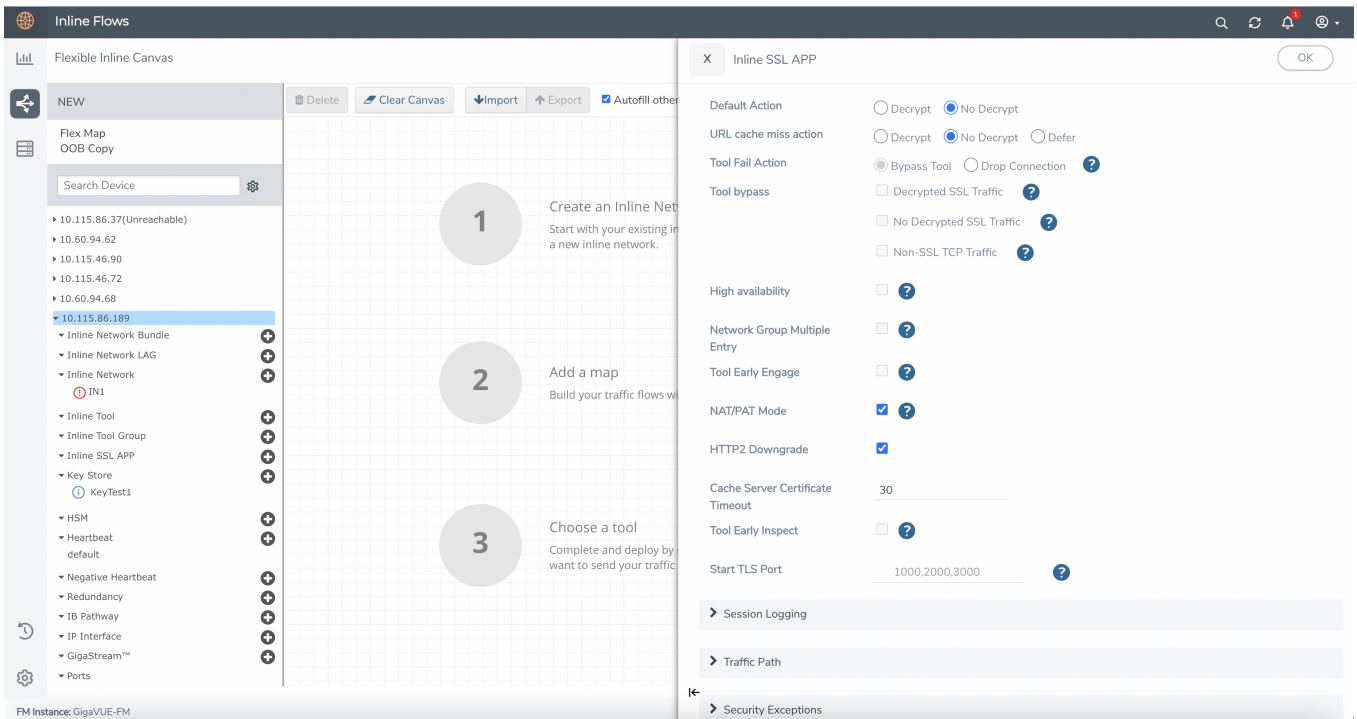 Inline Flows
1
Flexible Inline Canvas
NEW
Flex Map
OOB Copy
Search Device
10.115.86.37(Unreachable)
10.60.94.62
10.115.46.90
10.115.46.72
10.60.94.68
10.115.86.189
Inline Network Bundle
Inline Network LAG
Inline Network
IN1
Inline Tool
Inline Tool Group
Inline SSL APP
Key Store
KeyTest1
HSM
Heartbeat
default
Negative Heartbeat
Redundancy
IB Pathway
IP Interface
GigaStream™
Ports
FM Instance: GigaVUE-FM
Delete Clear Canvas Import Export Autofill other
1
Create an Inline Net
Start with your existing in
a new inline network.
2
Add a map
Build your traffic flows wi
3
Choose a tool
Complete and deploy by
want to send your traffic
X Inline SSL APP OK
Default Action Decrypt No Decrypt
URL cache miss action Decrypt No Decrypt Defer
Tool Fail Action Bypass Tool Drop Connection ?
Tool bypass Decrypted SSL Traffic ?
No Decrypted SSL Traffic ?
Non-SSL TCP Traffic ?
High availability ?
Network Group Multiple
Entry ?
Tool Early Engage ?
NAT/PAT Mode ?
HTTP2 Downgrade
Cache Server Certificate
Timeout 30
Tool Early Inspect ?
Start TLS Port 1000,2000,3000 ?
Session Logging
Traffic Path
Security Exceptions